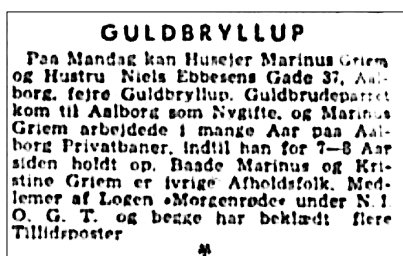 GULDBRYLLUP
Paa Mandag kan Husejer Marinus Griem
og Hustru Niels Ebbesens Gade 37, Aal-
borg, fejre Guldbryllup. Guldbrudeparret
kom til Aalborg som Nygifte, og Marinus
Griem arbejdede i mange Aar paa Aal-
borg Privatbaner, indtil han for 7—8 Aar
siden holdt op. Baade Marinus og Kri-
stine Griem er ivrige Afholdsfolk, Med-
lemer af Logen »Morgenrøde« under N. I.
O. G. T. og begge har beklædt flere
Tillidsposter